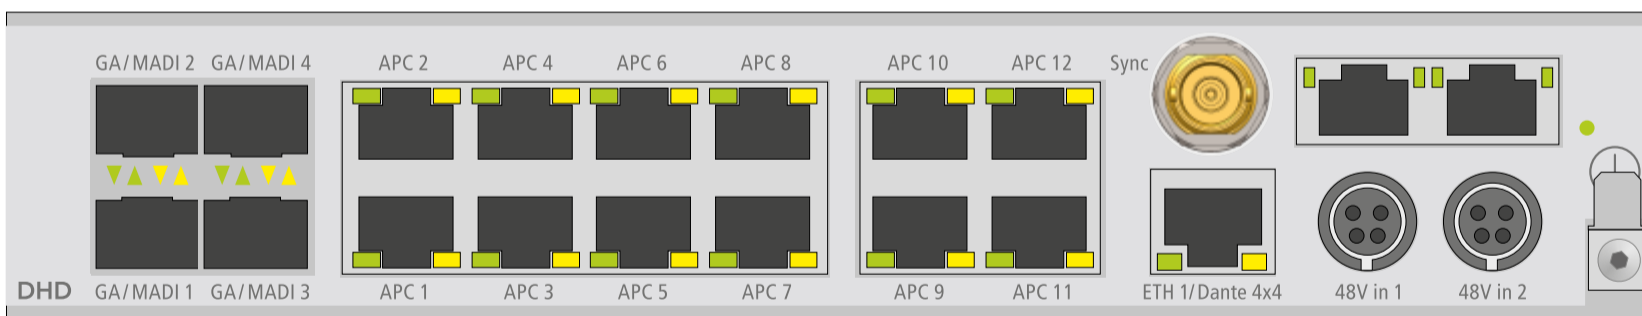 GA/MADI 2 GA/MADI 4 APC 2 APC 4 APC 6 APC 8 APC 10 APC 12 Sync
DHD GA/MADI 1 GA/MADI 3 APC 1 APC 3 APC 5 APC 7 APC 9 APC 11 ETH 1/Dante 4x4 48V in 1 48V in 2